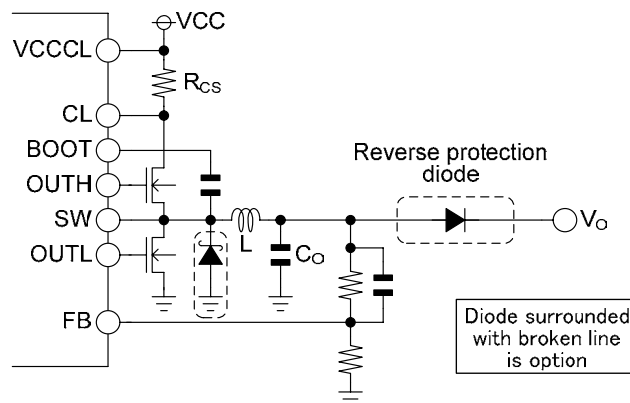 VCC
VCCCL
RCS
CL
BOOT
OUTH
SW
OUTL
FB
L
CO
Reverse protection
diode
VO
Diode surrounded
with broken line
is option